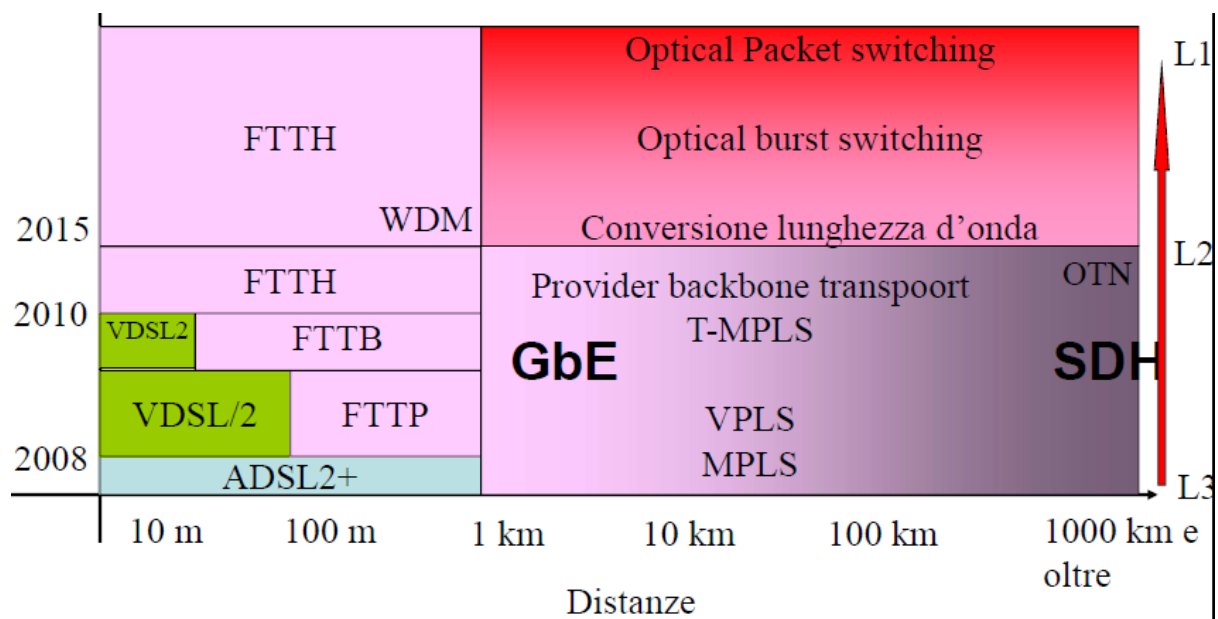 Optical Packet switching
L1
FTTH
Optical burst switching
WDM
2015
Conversione lunghezza d'onda
L2
FTTH
Provider backbone transpoort
OTN
2010
VDSL2
FTTB
T-MPLS
GbE
SDH
VDSL/2
FTTP
VPLS
2008
ADSL2+
MPLS
L3
10 m
100 m
1 km
10 km
100 km
1000 km e
oltre
Distanze